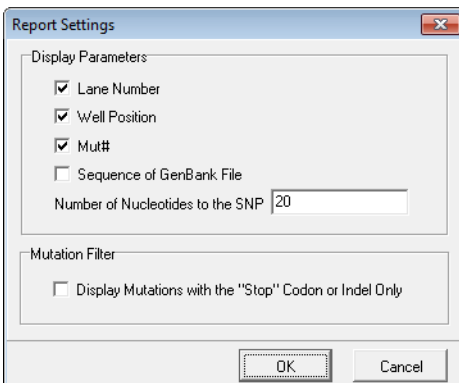 Report Settings
Display Parameters
Lane Number
Well Position
Mut#
Sequence of GenBank File
Number of Nucleotides to the SNP 20
Mutation Filter
Display Mutations with the "Stop" Codon or Indel Only
OK Cancel